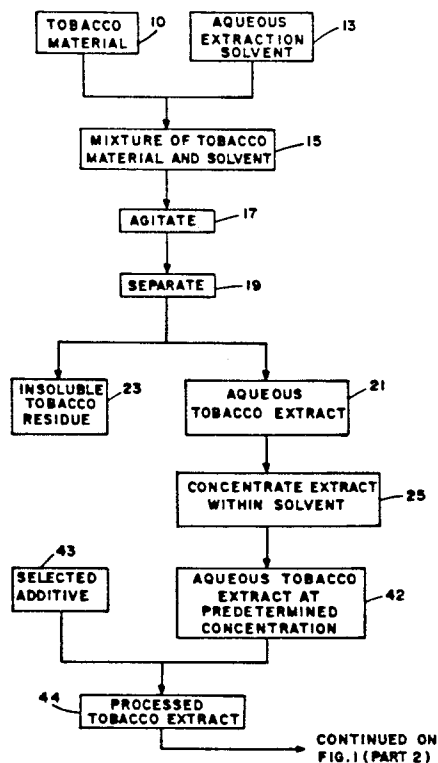 TOBACCO
MATERIAL
10
AQUEOUS
EXTRACTION
SOLVENT
13
MIXTURE OF TOBACCO
MATERIAL AND SOLVENT
15
AGITATE
17
SEPARATE
19
INSOLUBLE
TOBACCO
RESIDUE
23
AQUEOUS
TOBACCO EXTRACT
21
CONCENTRATE EXTRACT
WITHIN SOLVENT
25
43
SELECTED
ADDITIVE
AQUEOUS TOBACCO
EXTRACT AT
PREDETERMINED
CONCENTRATION
42
44
PROCESSED
TOBACCO EXTRACT
CONTINUED ON
FIG.1 (PART 2)